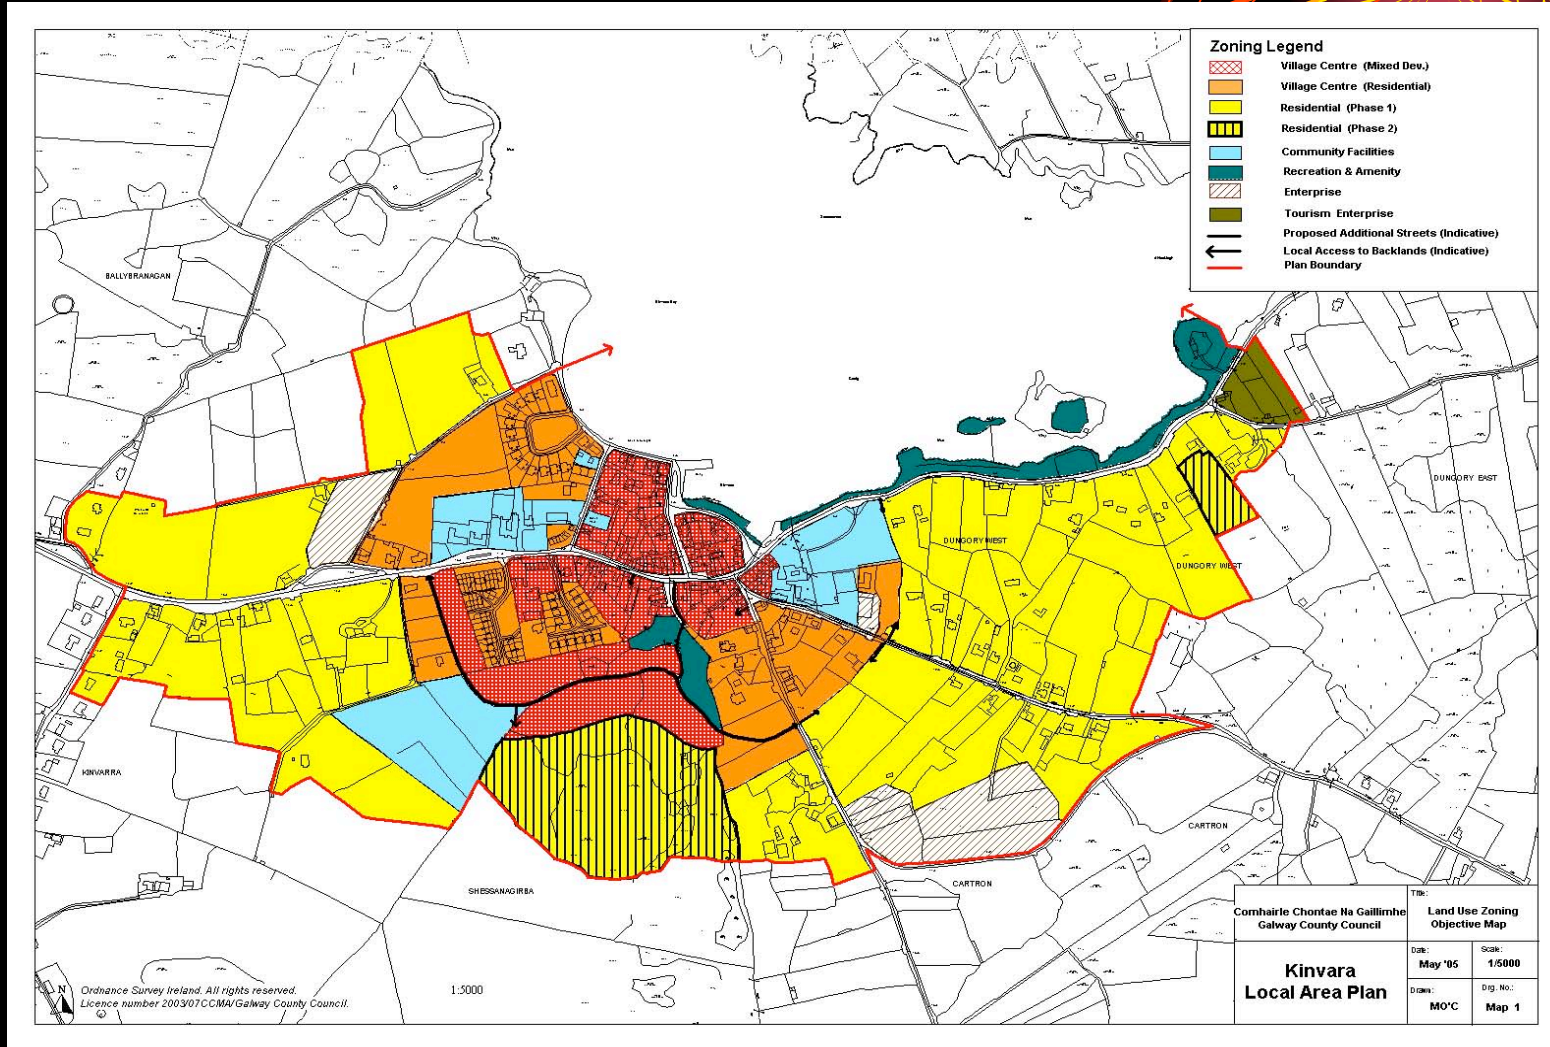 Zoning Legend
Village Centre (Mixed Dev.)
Village Centre (Residential)
Residential (Phase 1)
Residential (Phase 2)
Community Facilities
Recreation & Amenity
Enterprise
Tourism Enterprise
Proposed Additional Streets (Indicative)
Local Access to Backlands (Indicative)
Plan Boundary
BALLYBRANAGAN
DUNGORY EAST
DUNGORY WEST
DUNGORY WEST
KINVARRA
CARTRON
SHESSANAGIRBA
CARTRON
Comhairle Chontae Na Gaillimhe
Galway County Council
Title:
Land Use Zoning
Objective Map
Date:
May '05
Scale:
1/5000
Kinvara
Local Area Plan
Drawn:
MO'C
Drg. No.:
Map 1
N
Ordnance Survey Ireland. All rights reserved.
Licence number 2003/07CCMA/Galway County Council.
1:5000